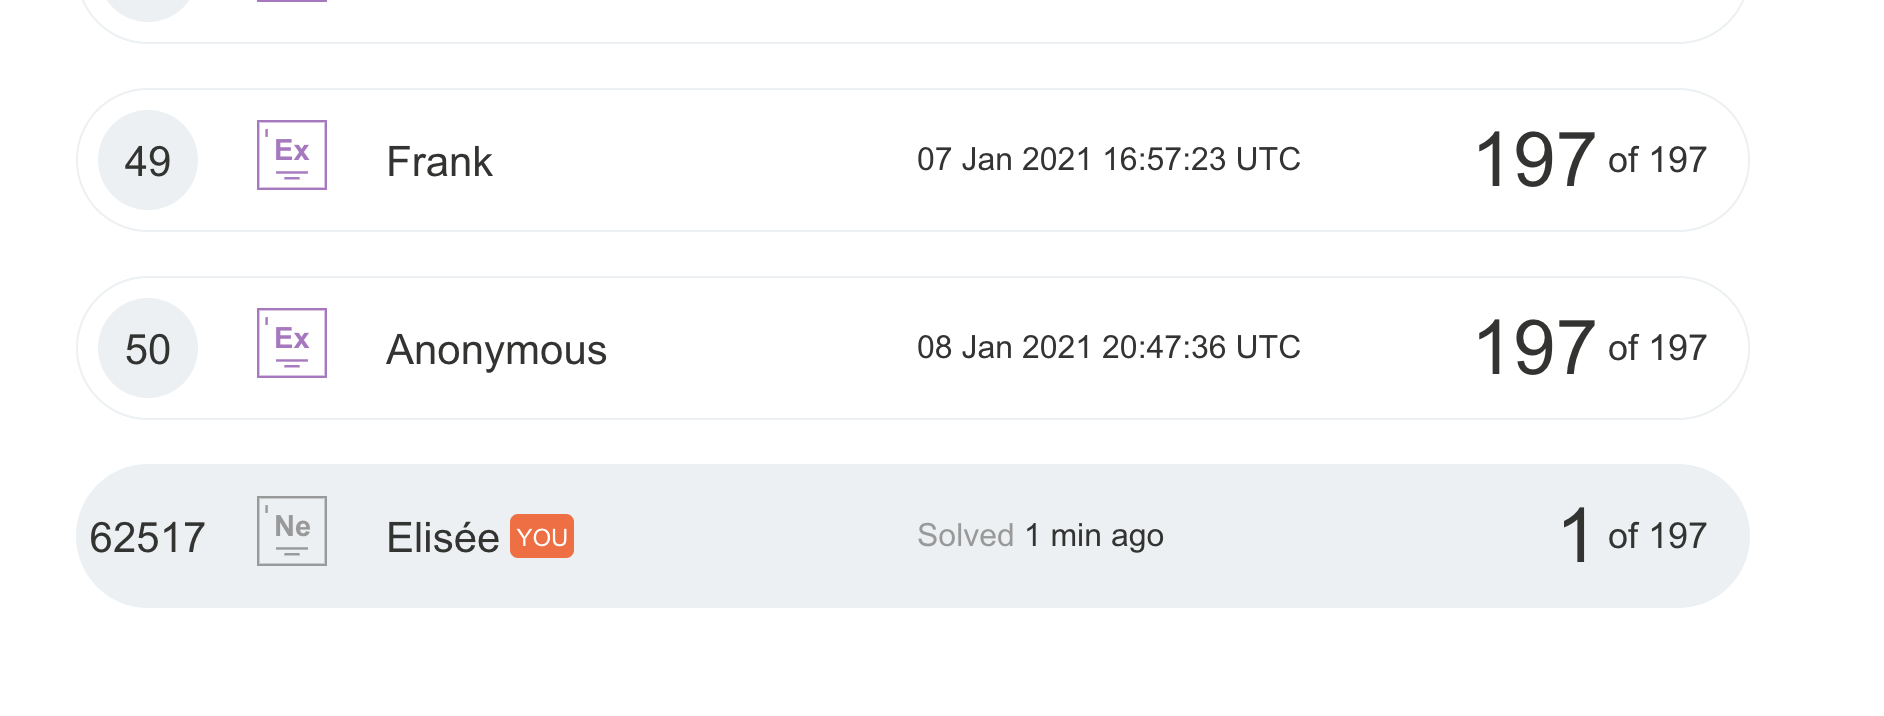 49 Ex Frank 07 Jan 2021 16:57:23 UTC 197 of 197
50 Ex Anonymous 08 Jan 2021 20:47:36 UTC 197 of 197
62517 Ne Elisée YOU Solved 1 min ago 1 of 197